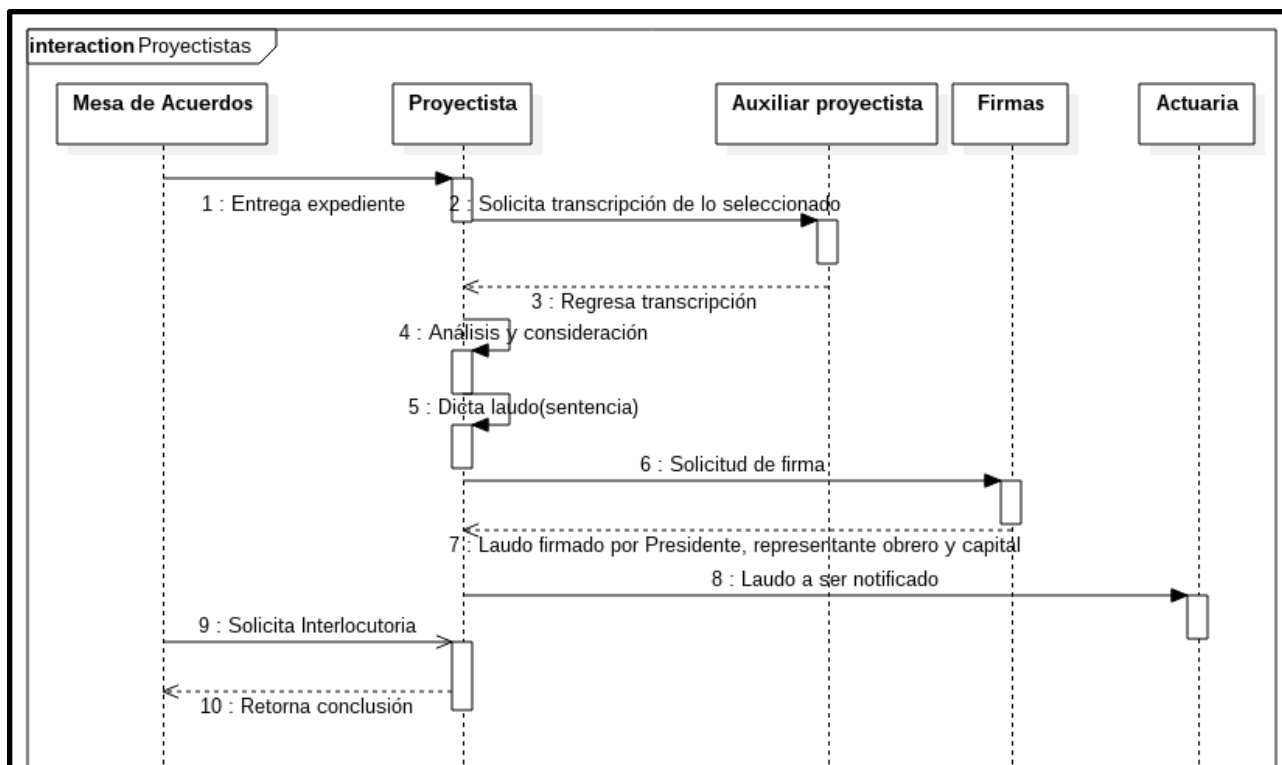 interaction Proyectistas
Mesa de Acuerdos
Proyectista
Auxiliar proyectista
Firmas
Actuaria
1 : Entrega expediente
2 : Solicita transcripción de lo seleccionado
3 : Regresa transcripción
4 : Análisis y consideración
5 : Dicta laudo(sentencia)
6 : Solicitud de firma
7 : Laudo firmado por Presidente, representante obrero y capital
8 : Laudo a ser notificado
9 : Solicita Interlocutoria
10 : Retorna conclusión